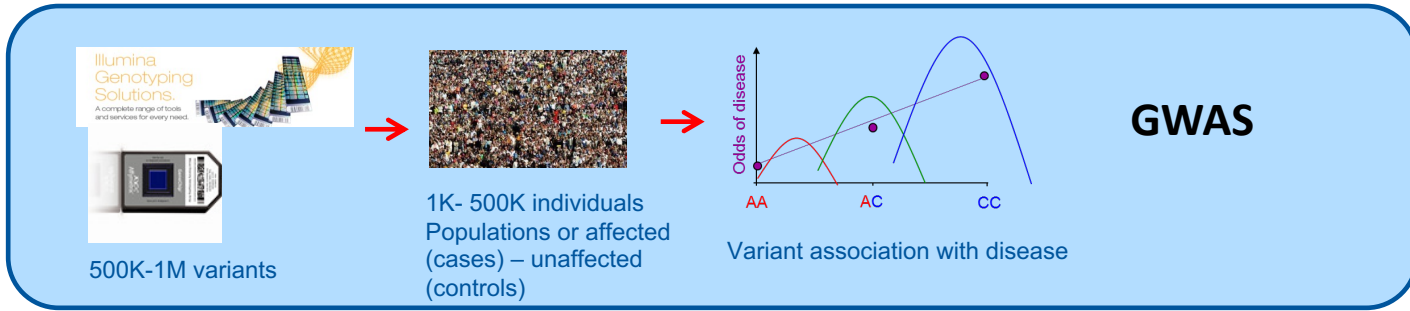 Illumina
Genotyping
Solutions.
A complete range of tools
and services for every need.
500K-1M variants
1K- 500K individuals
Populations or affected
(cases) – unaffected
(controls)
Odds of disease
AA
AC
CC
Variant association with disease
GWAS